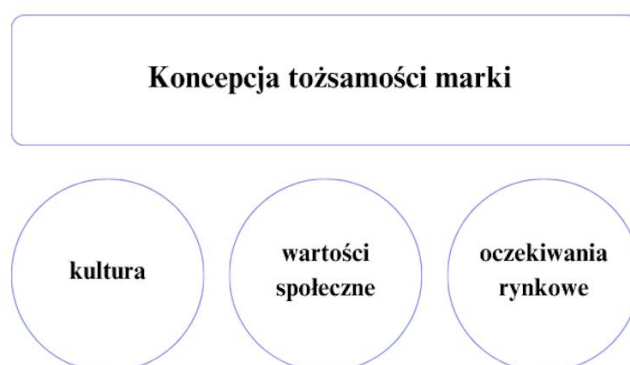 Koncepcja tożsamości marki
kultura
wartości
społeczne
oczekiwania
rynkowe